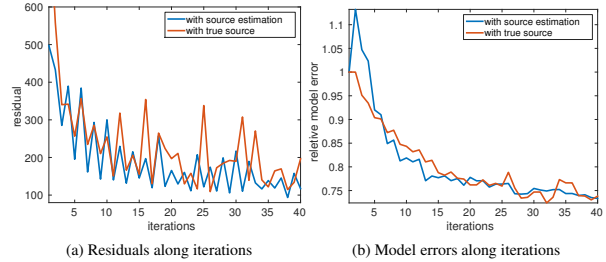 600
500
400
300
200
100
residual
with source estimation
with true source
5 10 15 20 25 30 35 40
iterations
(a) Residuals along iterations
1.1
1.05
1
0.95
0.9
0.85
0.8
0.75
reletive model error
with source estimation
with true source
5 10 15 20 25 30 35 40
iterations
(b) Model errors along iterations